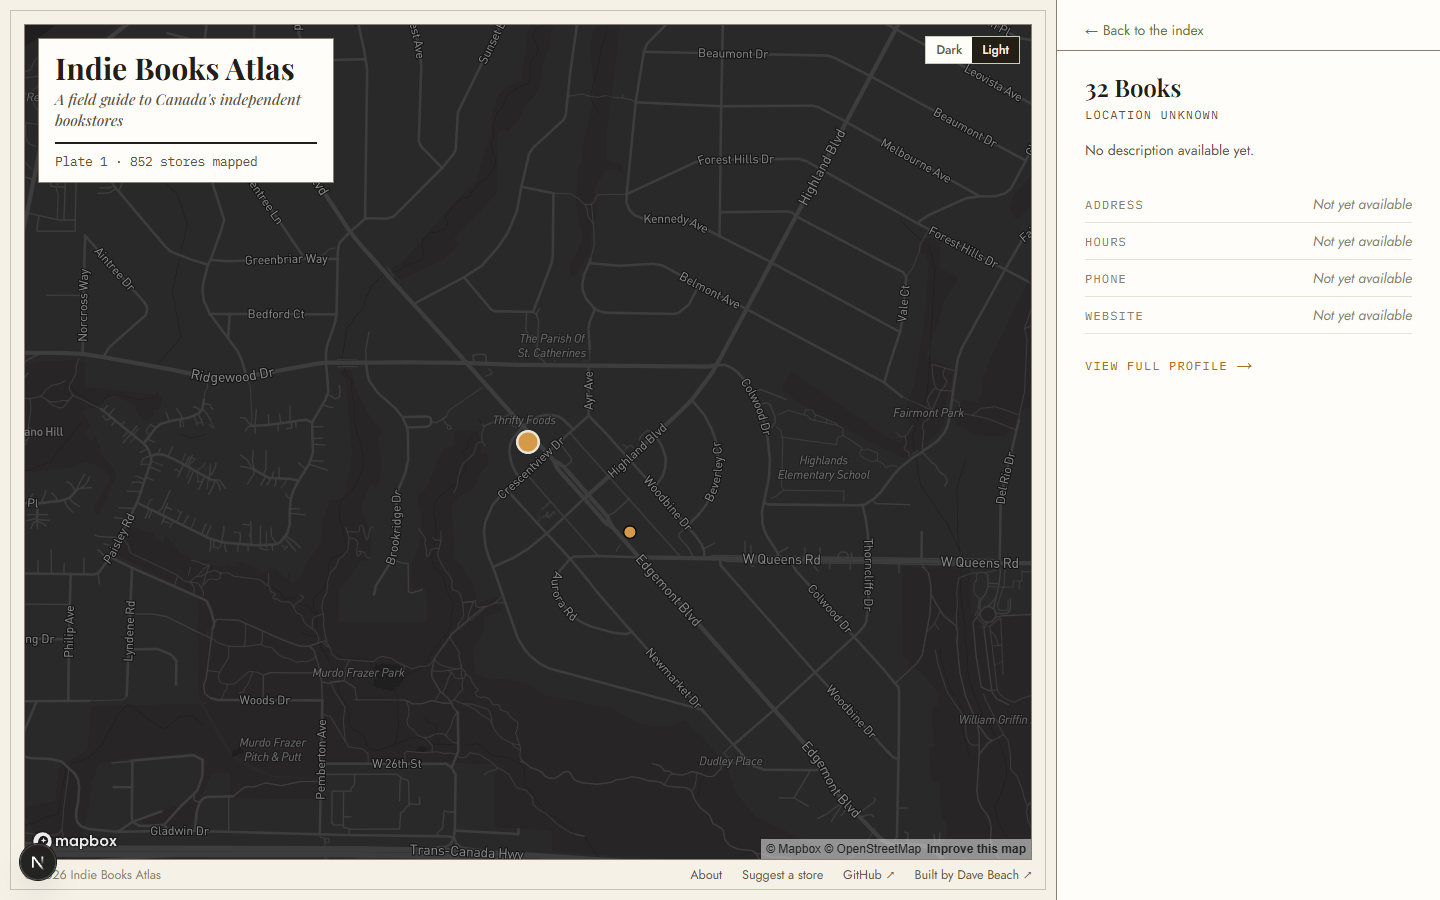 Indie Books Atlas
A field guide to Canada's independent
bookstores
Plate 1 · 852 stores mapped
Dark
Light
Sunset
Beaumont Dr
Leovista Ave
Beaumont Dr
Forest Hills Dr
Highland Blvd
Melbourne Ave
Kennedy Ave
Forest Hills Dr
Greenbriar Way
Aintree Dr
Norcross Way
Belmont Ave
Vale Ct
Bedford Ct
The Parish Of
St. Catherines
Ridgewood Dr
Ayr Ave
Colwood Dr
Fairmont Park
Thrifty Foods
ano Hill
Crescentview Dr
Highland Blvd
Beverley Cr
Highlands
Elementary School
Del Rio Dr
Woodbine Dr
Pl
Paisley Rd
Brookridge Dr
W Queens Rd
W Queens Rd
Thorncliffe Dr
Edgemont Blvd
Aurora Rd
Colwood Dr
Philip Ave
Lyndene Rd
ng Dr
Murdo Frazer Park
Newmarket Dr
Woods Dr
Woodbine Dr
William Griffin
Murdo Frazer
Pitch & Putt
Pemberton Ave
W 26th St
Dudley Place
Edgemont Blvd
Gladwin Dr
Trans-Canada Hwy
mapbox
© Mapbox © OpenStreetMap Improve this map
N
26 Indie Books Atlas
About
Suggest a store
GitHub ↗
Built by Dave Beach ↗
← Back to the index
32 Books
LOCATION UNKNOWN
No description available yet.
ADDRESS Not yet available
HOURS Not yet available
PHONE Not yet available
WEBSITE Not yet available
VIEW FULL PROFILE →